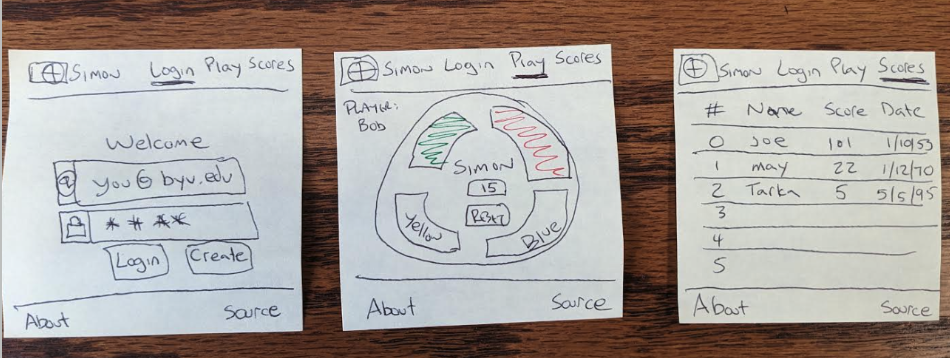 Simon Login Play Scores
Welcome
@ you@byu.edu
****
Login Create
About Source
Simon Login Play Scores
PLAYER:
Bob
SIMON
15
RESET
Yellow Blue
About Source
Simon Login Play Scores
# Name Score Date
0 Joe 101 1/10/53
1 may 22 1/12/70
2 Tarka 5 5/5/95
3
4
5
About Source